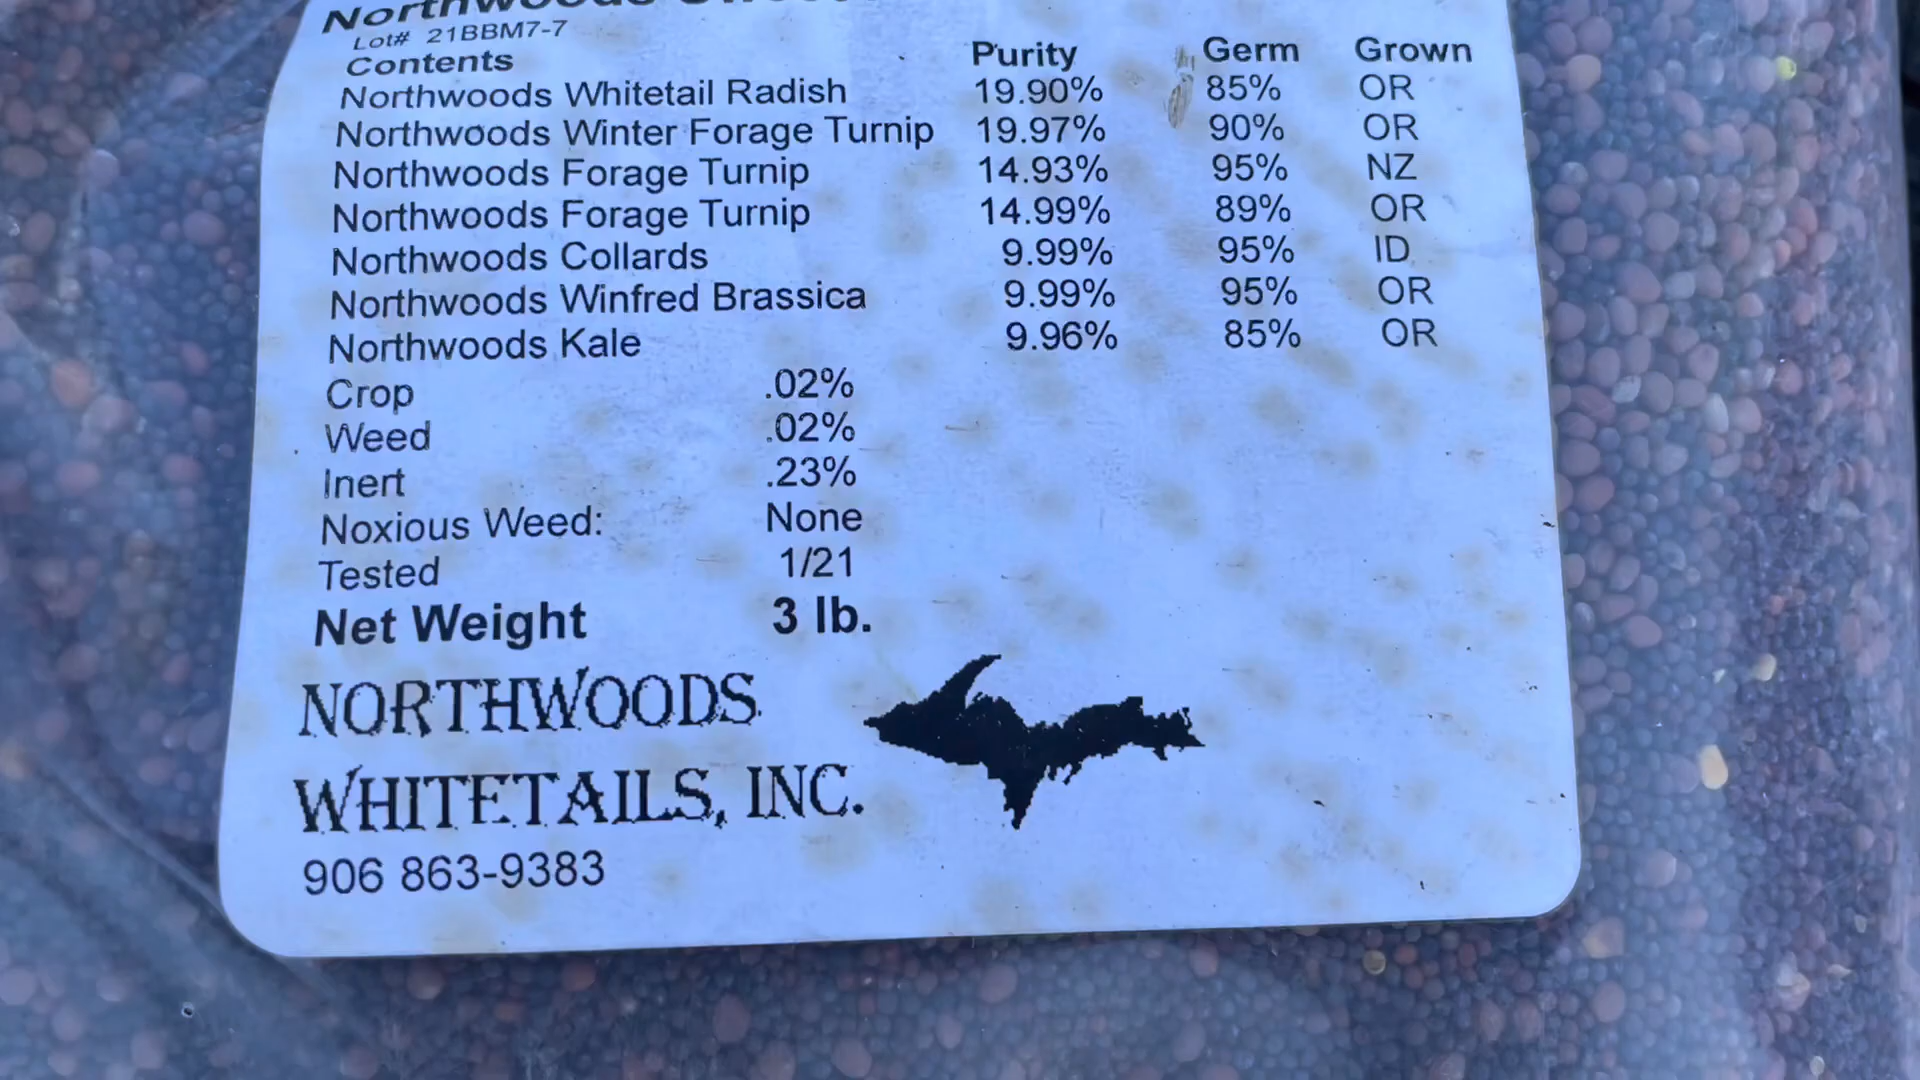 Northwoods
Lot# 21BBM7-7
Contents Purity Germ Grown
Northwoods Whitetail Radish 19.90% 85% OR
Northwoods Winter Forage Turnip 19.97% 90% OR
Northwoods Forage Turnip 14.93% 95% NZ
Northwoods Forage Turnip 14.99% 89% OR
Northwoods Collards 9.99% 95% ID
Northwoods Winfred Brassica 9.99% 95% OR
Northwoods Kale 9.96% 85% OR
Crop .02%
Weed .02%
Inert .23%
Noxious Weed: None
Tested 1/21
Net Weight 3 lb.
NORTHWOODS
WHITETAILS, INC.
906 863-9383